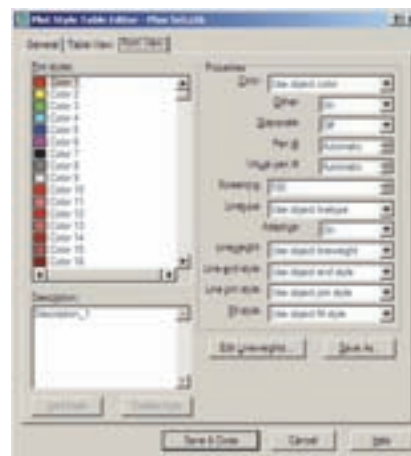 Plot Style Table Editor -
General
Table View
Form View
Plot styles:
Color 1
Color 2
Color 3
Color 4
Color 5
Color 6
Color 7
Color 8
Color 9
Color 10
Color 11
Color 12
Color 13
Color 14
Color 15
Color 16
Description:
Properties
Color: Use object color
Dither: On
Grayscale: Off
Pen #: Automatic
Virtual pen #: Automatic
Screening: 100
Linetype: Use object linetype
Adaptive: On
Lineweight: Use object lineweight
Line end style: Use object end style
Line join style: Use object join style
Fill style: Use object fill style
Edit Lineweights...
Save As...
Add Style
Delete Style
Save & Close
Cancel
Help